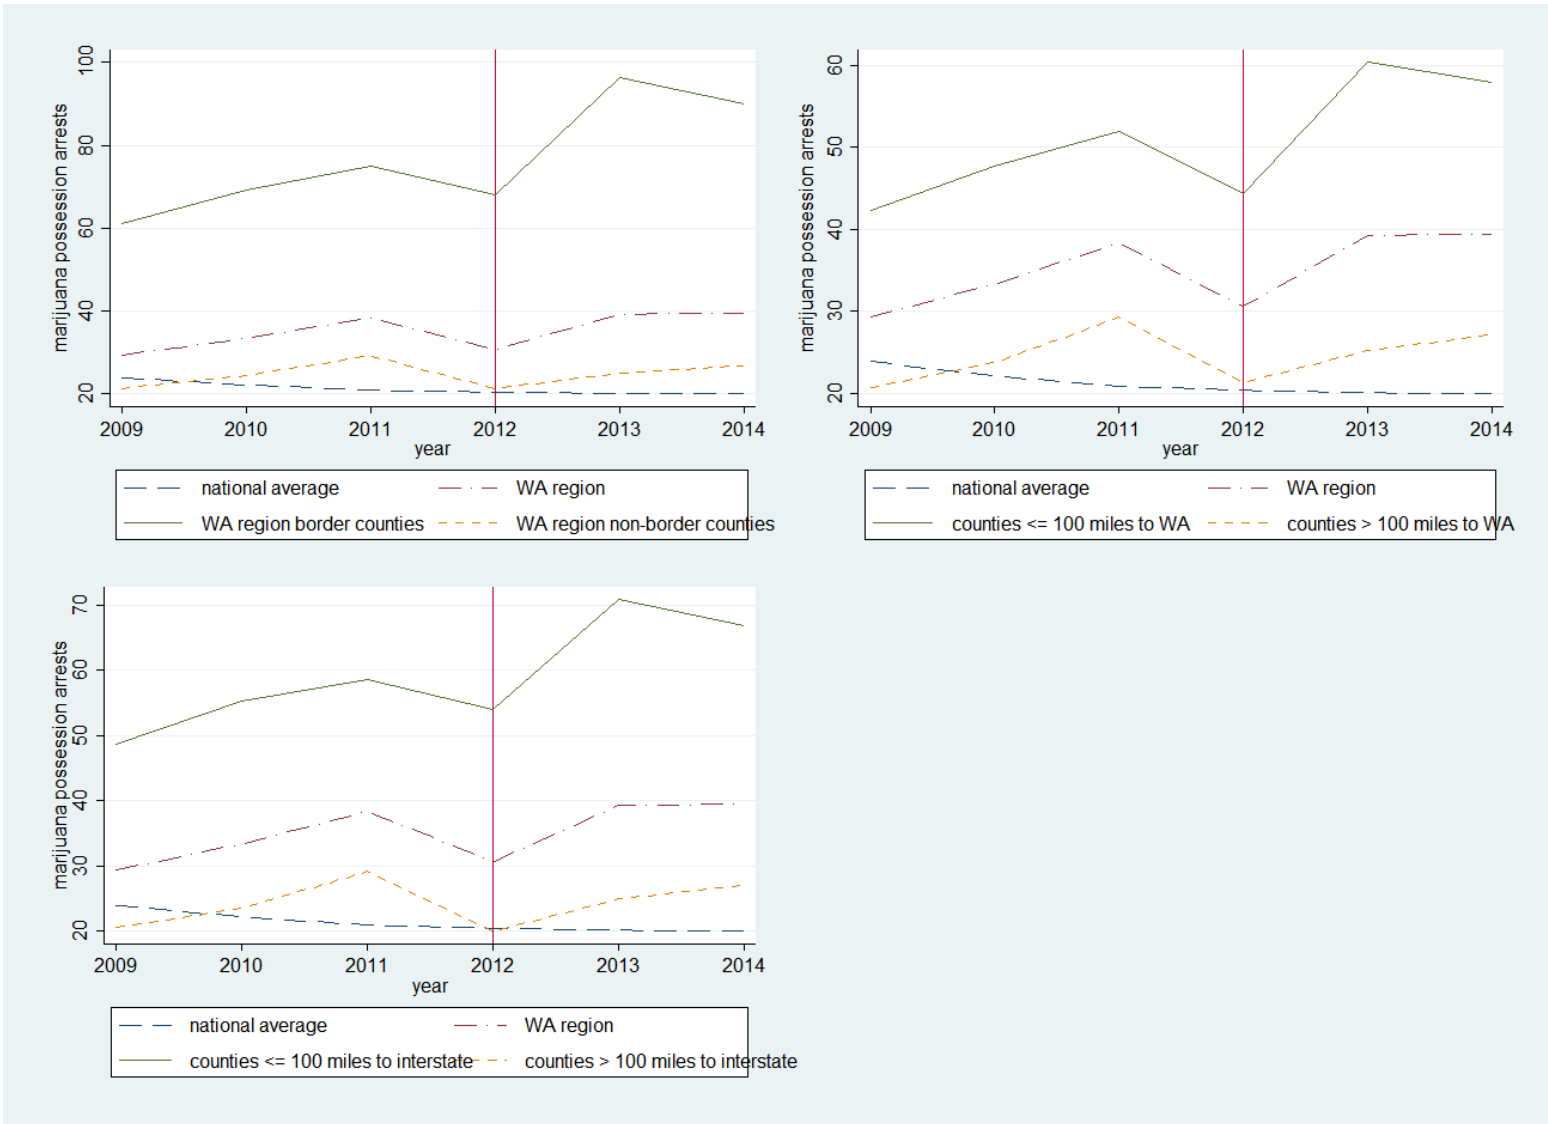 marijuana possession arrests
100
80
60
40
20
2009 2010 2011 2012 2013 2014
year
national average WA region
WA region border counties WA region non-border counties
marijuana possession arrests
60
50
40
30
20
2009 2010 2011 2012 2013 2014
year
national average WA region
counties <= 100 miles to WA counties > 100 miles to WA
marijuana possession arrests
70
60
50
40
30
20
2009 2010 2011 2012 2013 2014
year
national average WA region
counties <= 100 miles to interstate counties > 100 miles to interstate